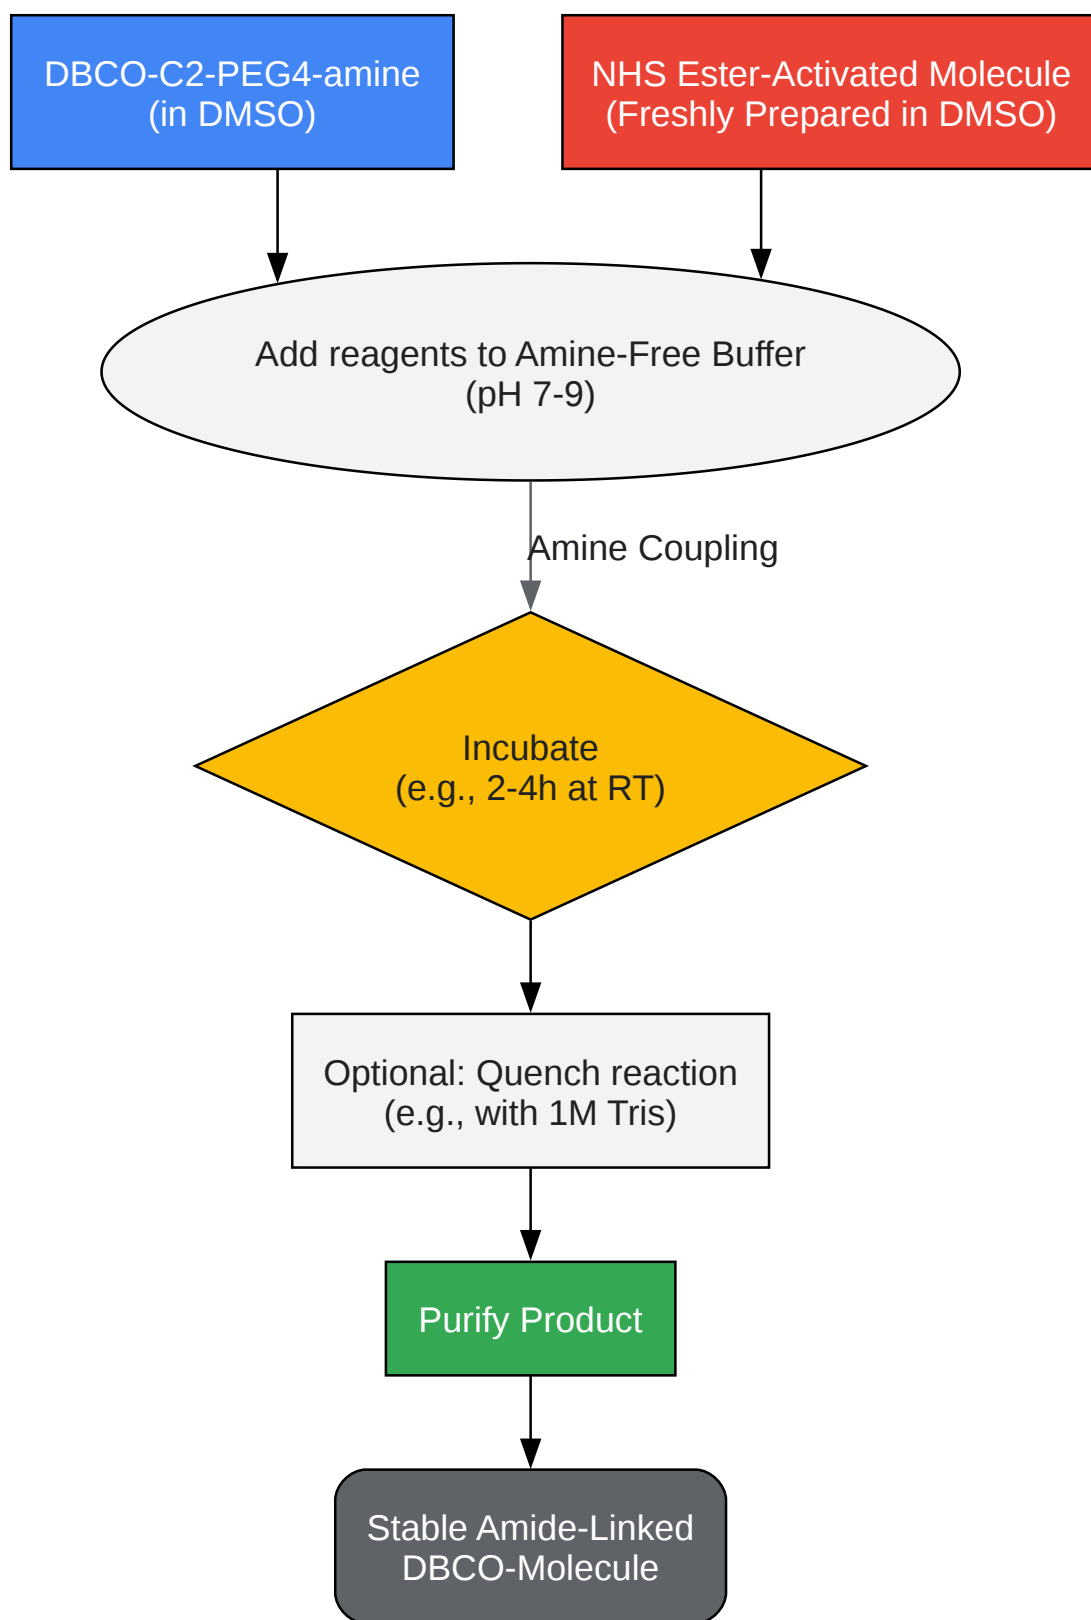 DBCO-C2-PEG4-amine
(in DMSO)
NHS Ester-Activated Molecule
(Freshly Prepared in DMSO)
Add reagents to Amine-Free Buffer
(pH 7-9)
Amine Coupling
Incubate
(e.g., 2-4h at RT)
Optional: Quench reaction
(e.g., with 1M Tris)
Purify Product
Stable Amide-Linked
DBCO-Molecule